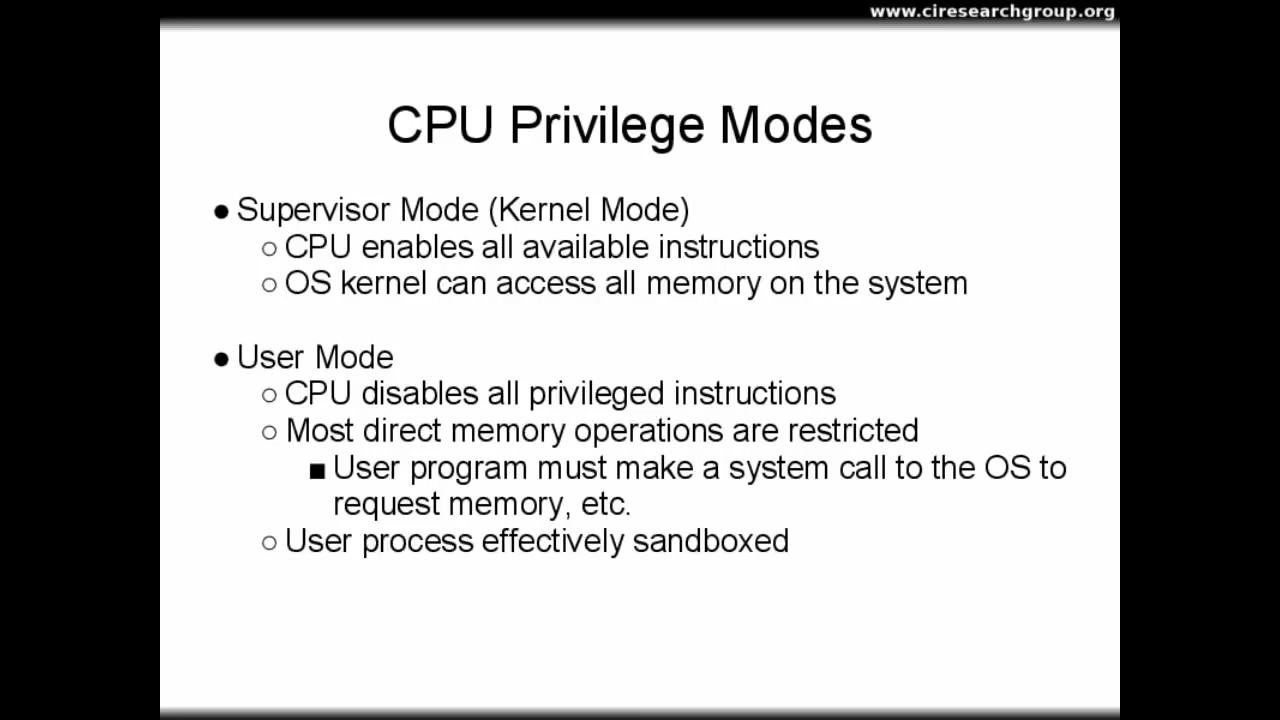 www.ciresearchgroup.org
CPU Privilege Modes
● Supervisor Mode (Kernel Mode)
○ CPU enables all available instructions
○ OS kernel can access all memory on the system
● User Mode
○ CPU disables all privileged instructions
○ Most direct memory operations are restricted
■ User program must make a system call to the OS to
request memory, etc.
○ User process effectively sandboxed